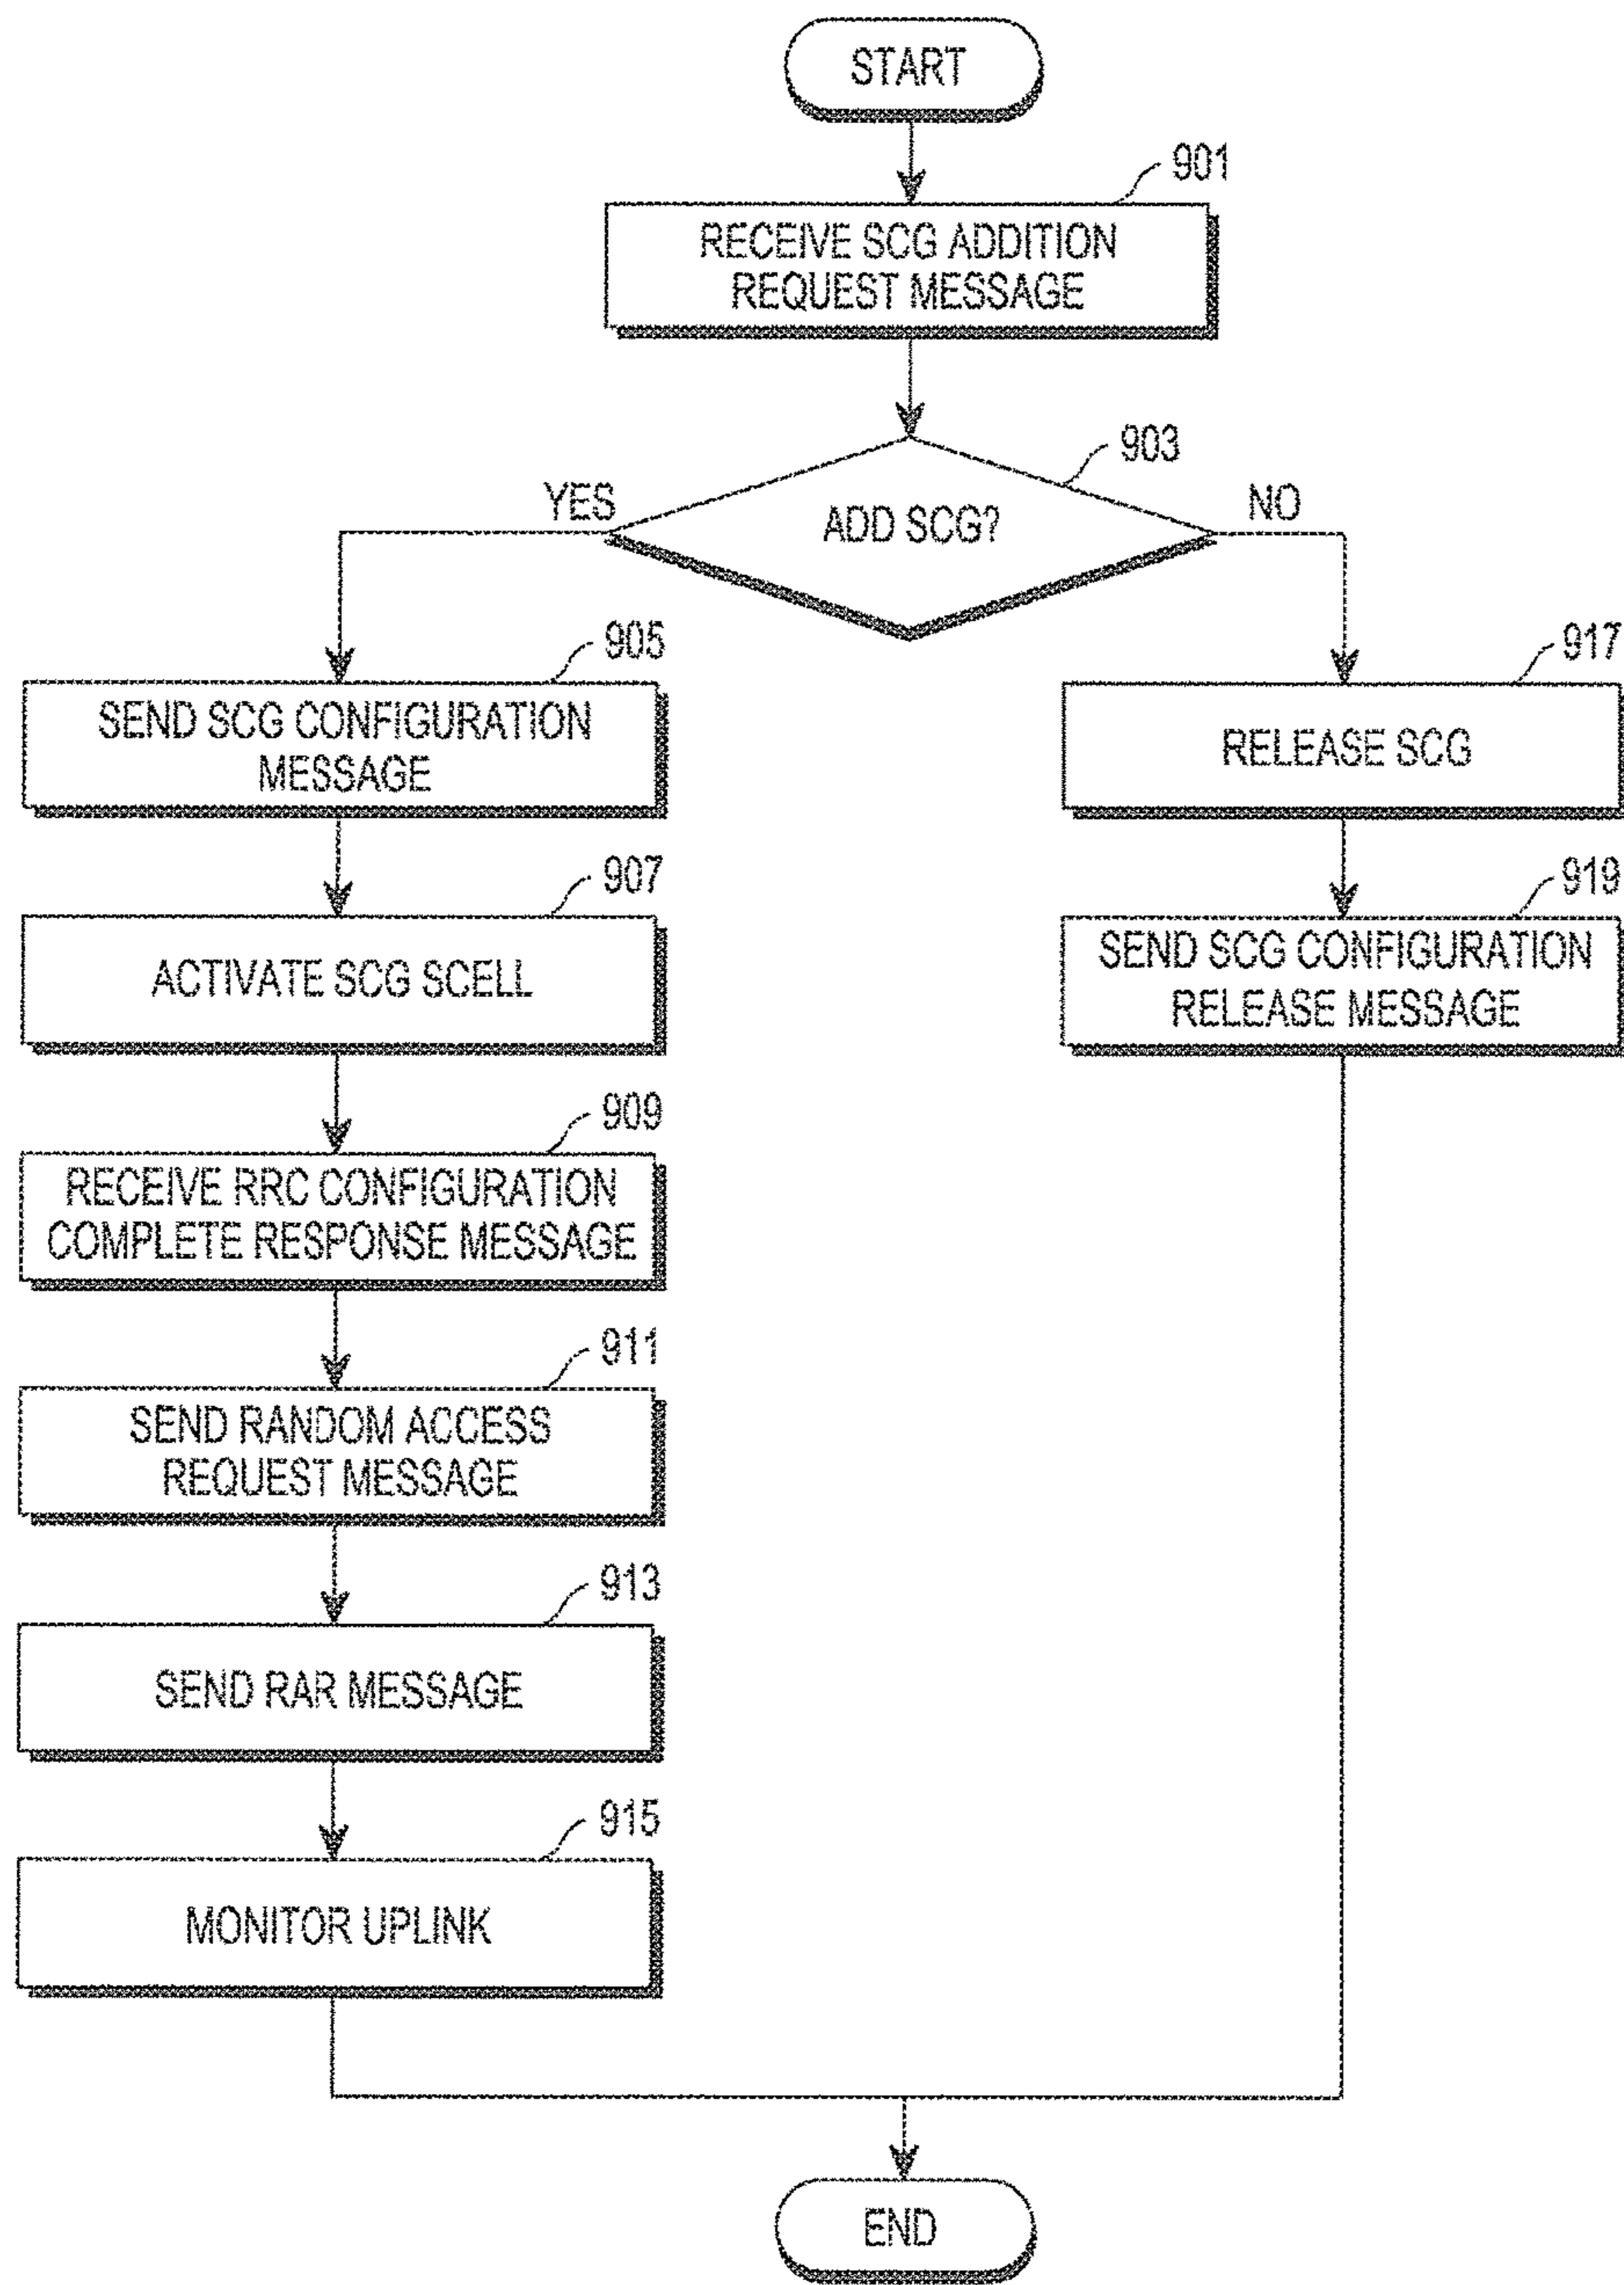 START
901
RECEIVE SCG ADDITION
REQUEST MESSAGE
903
YES
ADD SCG?
NO
905
SEND SCG CONFIGURATION
MESSAGE
907
ACTIVATE SCG SCELL
909
RECEIVE RRC CONFIGURATION
COMPLETE RESPONSE MESSAGE
911
SEND RANDOM ACCESS
REQUEST MESSAGE
913
SEND RAR MESSAGE
915
MONITOR UPLINK
917
RELEASE SCG
919
SEND SCG CONFIGURATION
RELEASE MESSAGE
END